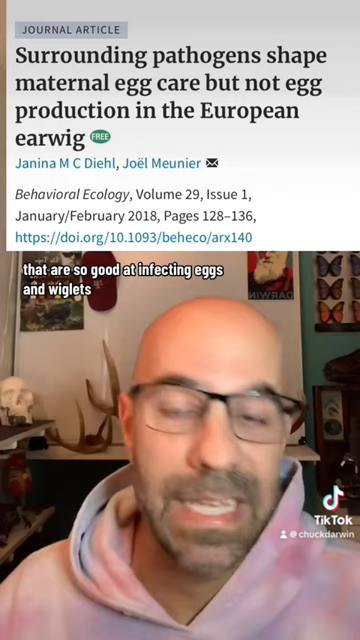 JOURNAL ARTICLE
Surrounding pathogens shape
maternal egg care but not egg
production in the European
earwig FREE
Janina M C Diehl, Joël Meunier
Behavioral Ecology, Volume 29, Issue 1,
January/February 2018, Pages 128–136,
https://doi.org/10.1093/beheco/arx140
that are so good at infecting eggs
and wiglets
DARWIN
TikTok
@chuckdarwin